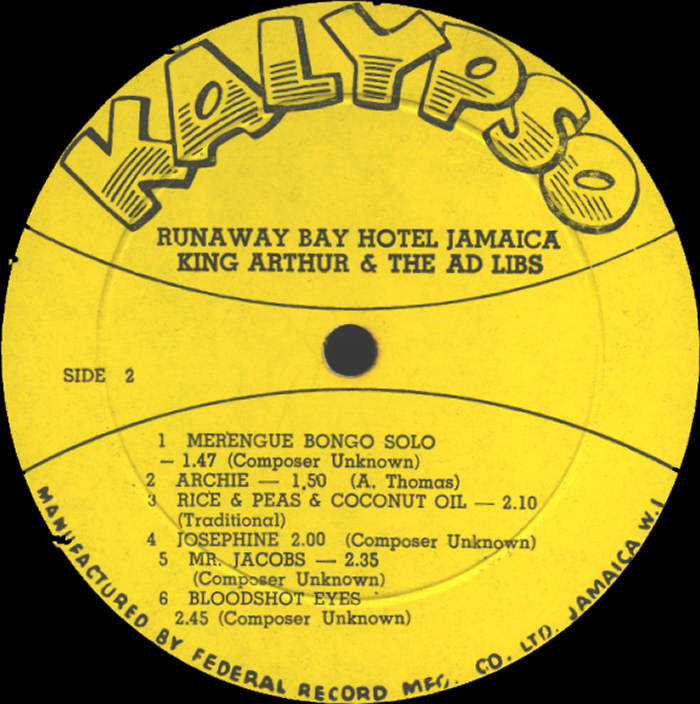 KALYPSO
RUNAWAY BAY HOTEL JAMAICA
KING ARTHUR & THE AD LIBS
SIDE 2
1 MERENGUE BONGO SOLO
— 1.47 (Composer Unknown)
2 ARCHIE — 1.50 (A. Thomas)
3 RICE & PEAS & COCONUT OIL — 2.10
(Traditional)
4 JOSEPHINE 2.00 (Composer Unknown)
5 MR. JACOBS — 2.35
(Composer Unknown)
6 BLOODSHOT EYES
2.45 (Composer Unknown)
MANUFACTURED BY FEDERAL RECORD MFG. CO. LTD. JAMAICA W.I.